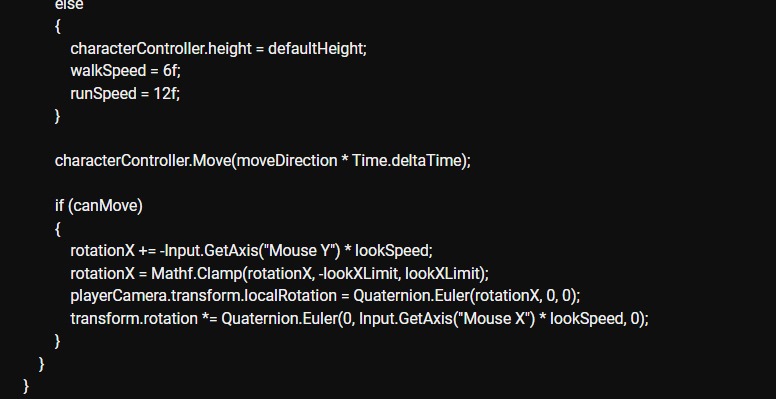 else
{
characterController.height = defaultHeight;
walkSpeed = 6f;
runSpeed = 12f;
}
characterController.Move(moveDirection * Time.deltaTime);
if (canMove)
{
rotationX += -Input.GetAxis("Mouse Y") * lookSpeed;
rotationX = Mathf.Clamp(rotationX, -lookXLimit, lookXLimit);
playerCamera.transform.localRotation = Quaternion.Euler(rotationX, 0, 0);
transform.rotation *= Quaternion.Euler(0, Input.GetAxis("Mouse X") * lookSpeed, 0);
}
}
}